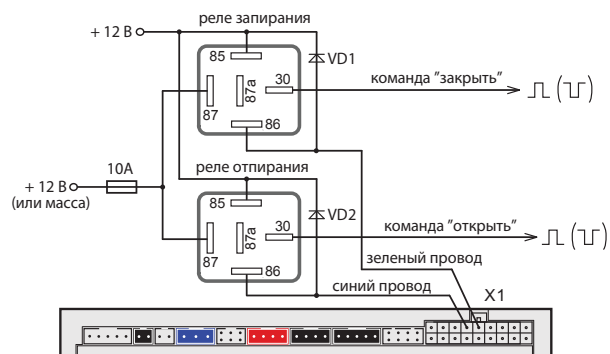 реле запирания
+ 12 В
85
VD1
30
87a
87
86
команда "закрыть"
( )
10А
реле отпирания
+ 12 В
(или масса)
85
VD2
30
87a
87
86
команда "открыть"
( )
зеленый провод
синий провод
X1